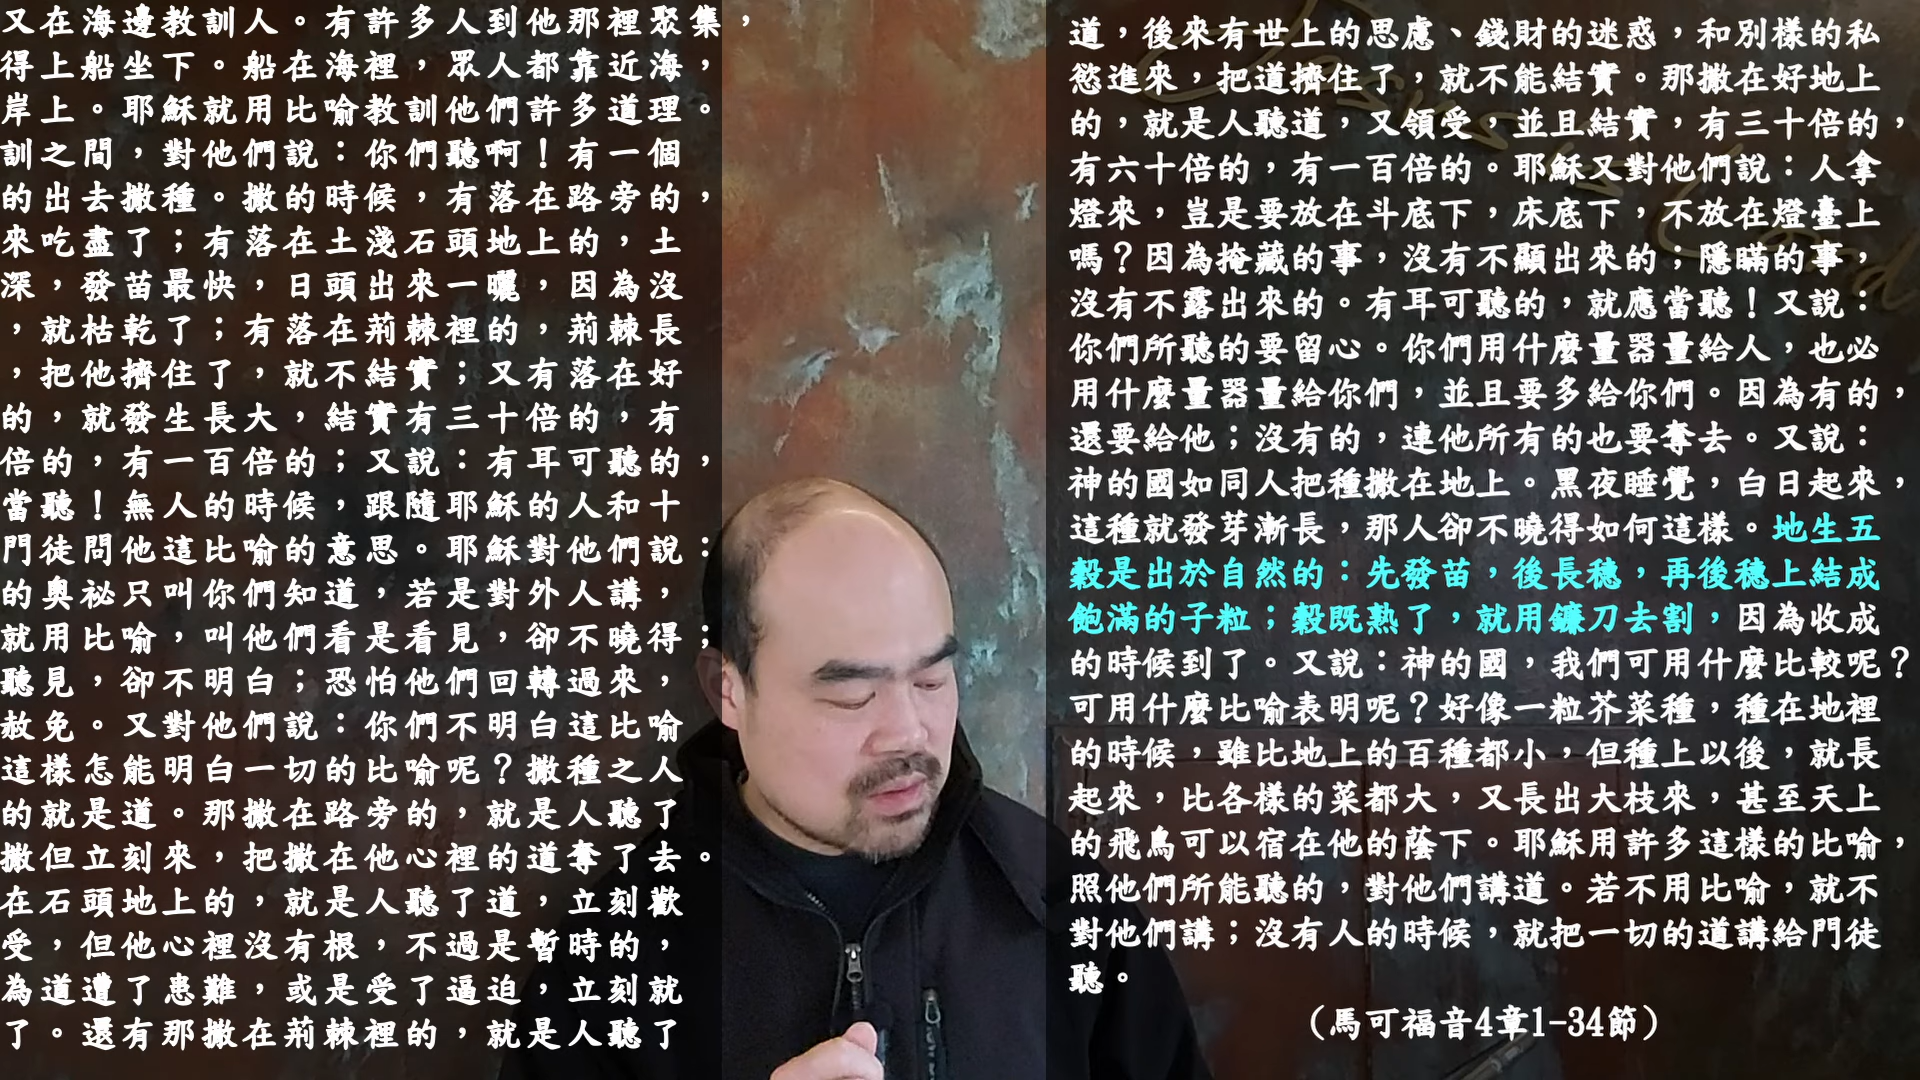 又在海邊教訓人。有許多人到他那裡聚集，
得上船坐下。船在海裡，眾人都靠近海，
岸上。耶穌就用比喻教訓他們許多道理。
訓之間，對他們說：你們聽啊！有一個
的出去撒種。撒的時候，有落在路旁的，
來吃盡了；有落在土淺石頭地上的，土
深，發苗最快，日頭出來一曬，因為沒
，就枯乾了；有落在荊棘裡的，荊棘長
，把他擠住了，就不結實；又有落在好
的，就發生長大，結實有三十倍的，有
倍的，有一百倍的；又說：有耳可聽的，
當聽！無人的時候，跟隨耶穌的人和十
門徒問他這比喻的意思。耶穌對他們說：
的奧祕只叫你們知道，若是對外人講，
就用比喻，叫他們看是看見，卻不曉得；
聽見，卻不明白；恐怕他們回轉過來，
赦免。又對他們說：你們不明白這比喻
這樣怎能明白一切的比喻呢？撒種之人
的就是道。那撒在路旁的，就是人聽了
撒但立刻來，把撒在他心裡的道奪了去。
在石頭地上的，就是人聽了道，立刻歡
受，但他心裡沒有根，不過是暫時的，
為道遭了患難，或是受了逼迫，立刻就
了。還有那撒在荊棘裡的，就是人聽了
道，後來有世上的思慮、錢財的迷惑，和別樣的私
慾進來，把道擠住了，就不能結實。那撒在好地上
的，就是人聽道，又領受，並且結實，有三十倍的，
有六十倍的，有一百倍的。耶穌又對他們說：人拿
燈來，豈是要放在斗底下，床底下，不放在燈臺上
嗎？因為掩藏的事，沒有不顯出來的；隱瞞的事，
沒有不露出來的。有耳可聽的，就應當聽！又說：
你們所聽的要留心。你們用什麼量器量給人，也必
用什麼量器量給你們，並且要多給你們。因為有的，
還要給他；沒有的，連他所有的也要奪去。又說：
神的國如同人把種撒在地上。黑夜睡覺，白日起來，
這種就發芽漸長，那人卻不曉得如何這樣。地生五
穀是出於自然的：先發苗，後長穗，再後穗上結成
飽滿的子粒；穀既熟了，就用鐮刀去割，因為收成
的時候到了。又說：神的國，我們可用什麼比較呢？
可用什麼比喻表明呢？好像一粒芥菜種，種在地裡
的時候，雖比地上的百種都小，但種上以後，就長
起來，比各樣的菜都大，又長出大枝來，甚至天上
的飛鳥可以宿在他的蔭下。耶穌用許多這樣的比喻，
照他們所能聽的，對他們講道。若不用比喻，就不
對他們講；沒有人的時候，就把一切的道講給門徒
聽。
（馬可福音4章1-34節）